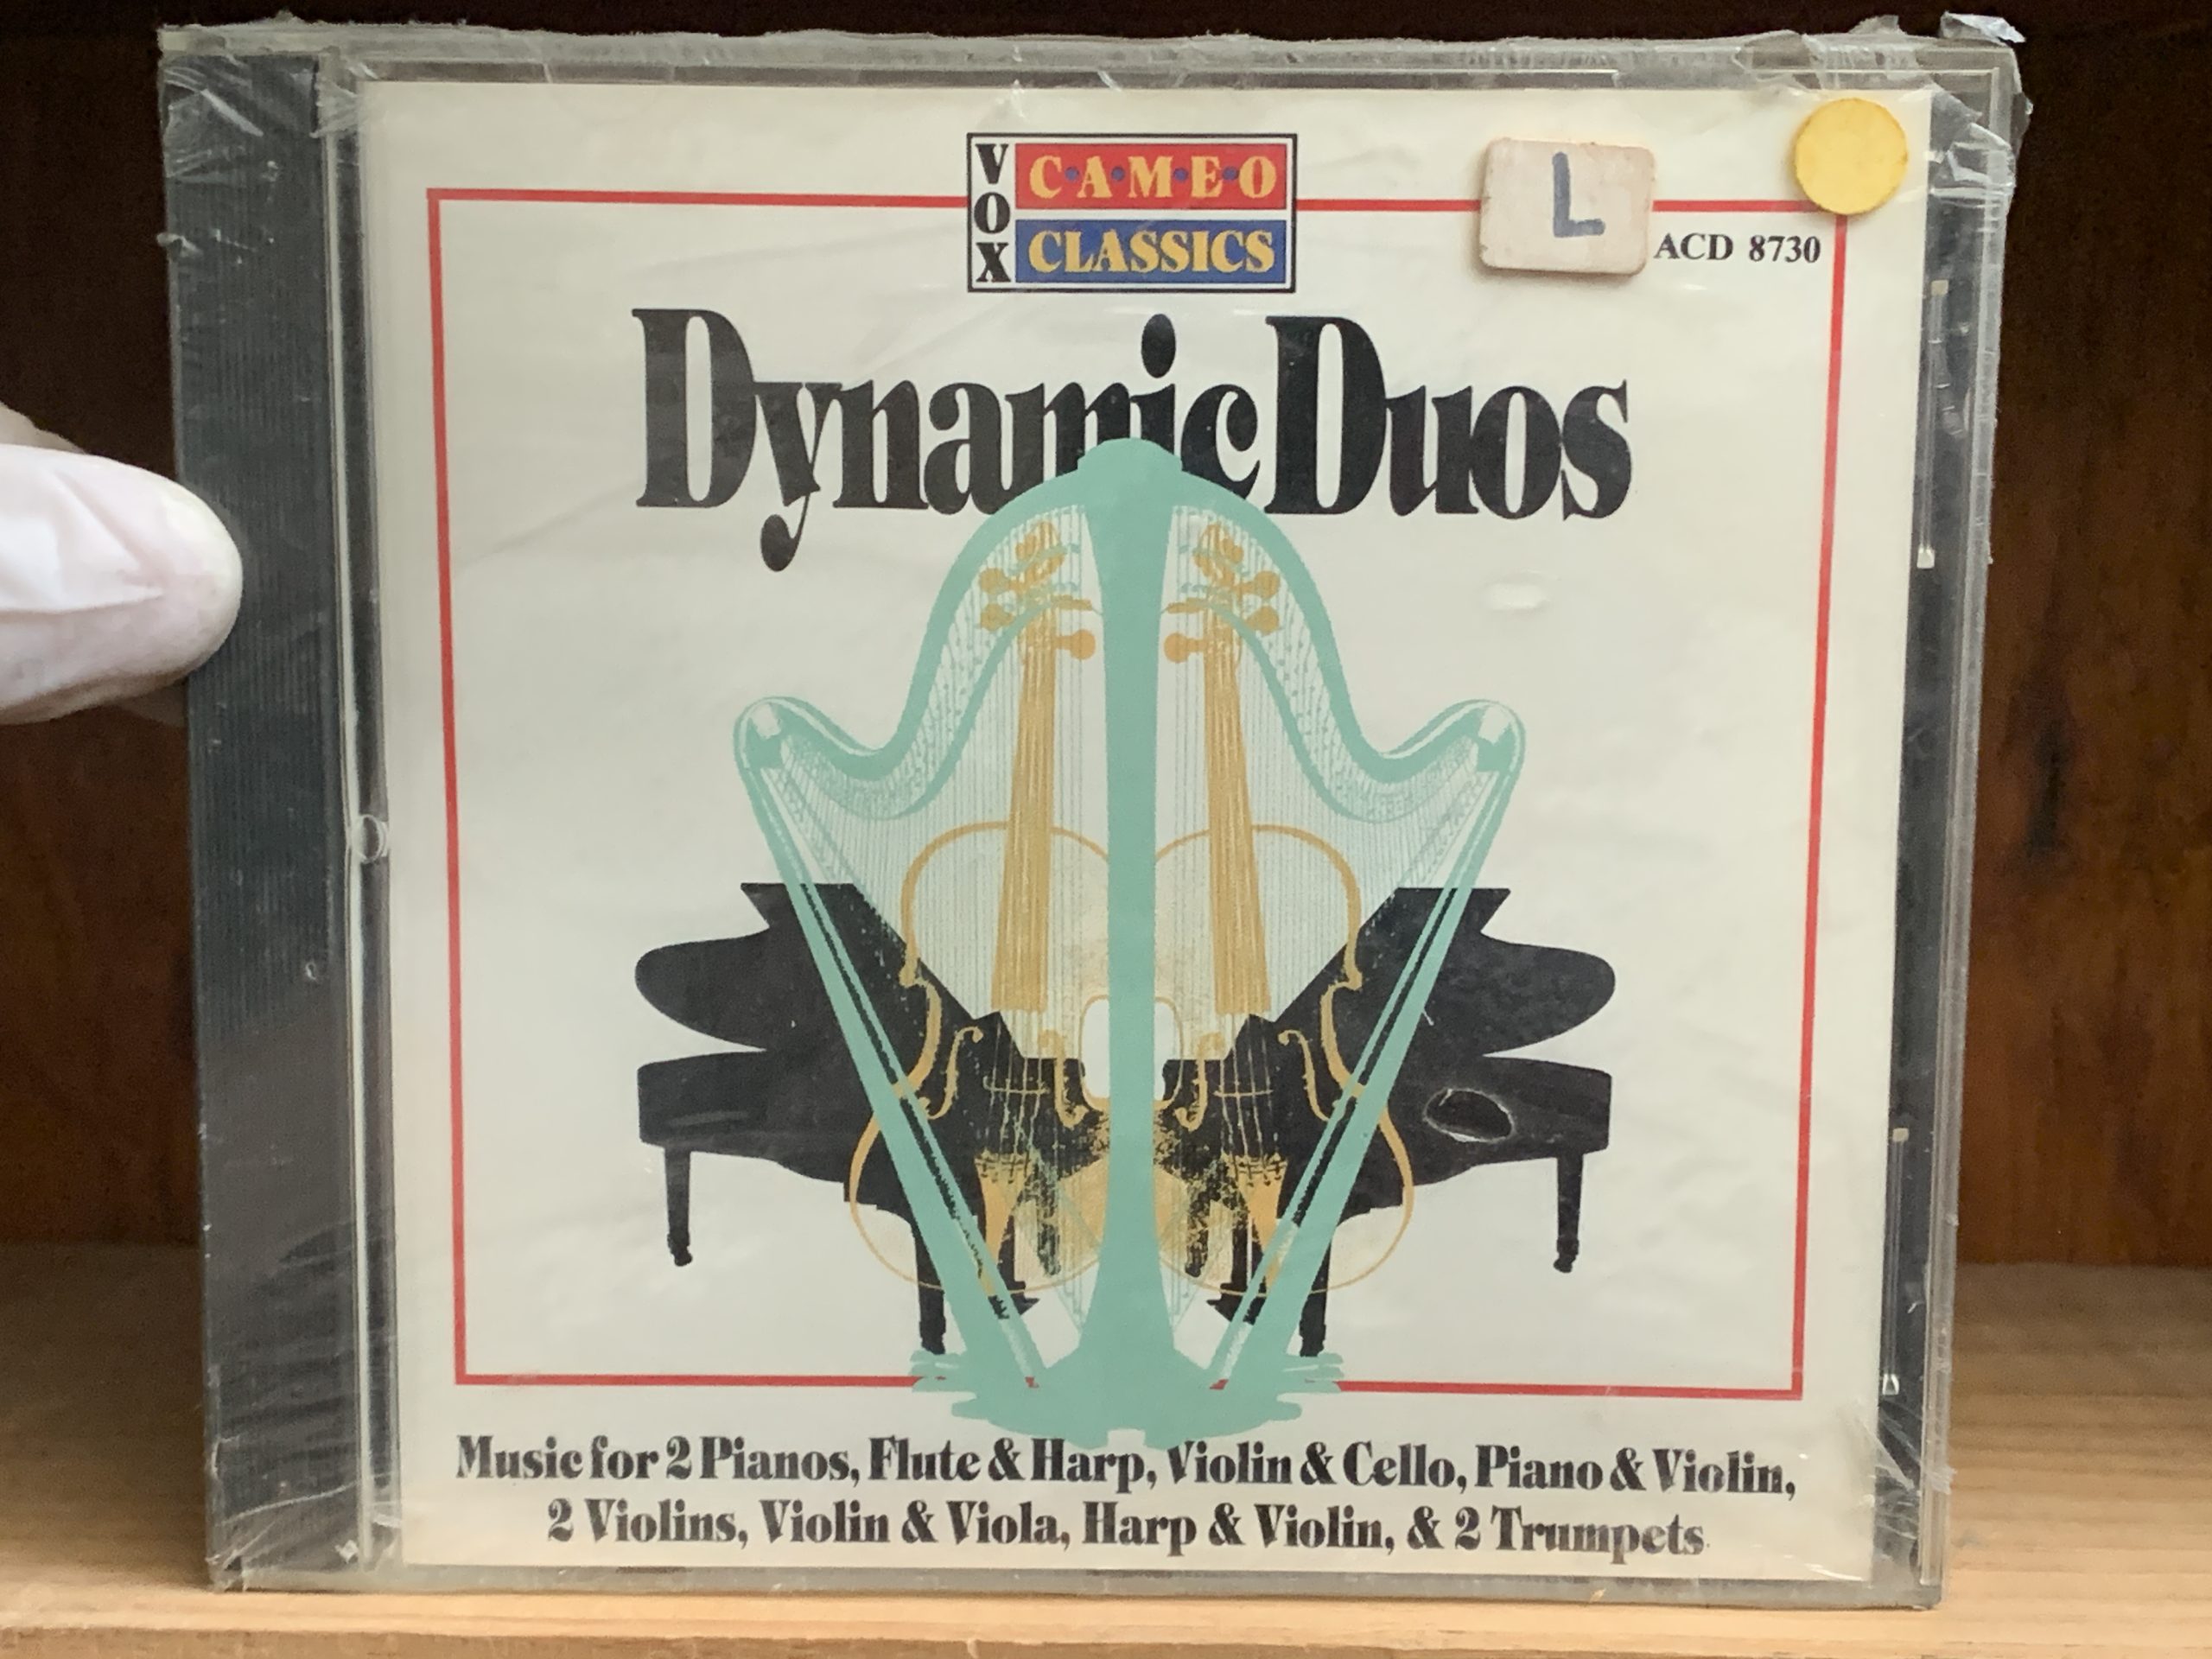 VOX
C·A·M·E·O
CLASSICS
L
ACD 8730
Dynamic Duos
Music for 2 Pianos, Flute & Harp, Violin & Cello, Piano & Violin,
2 Violins, Violin & Viola, Harp & Violin, & 2 Trumpets